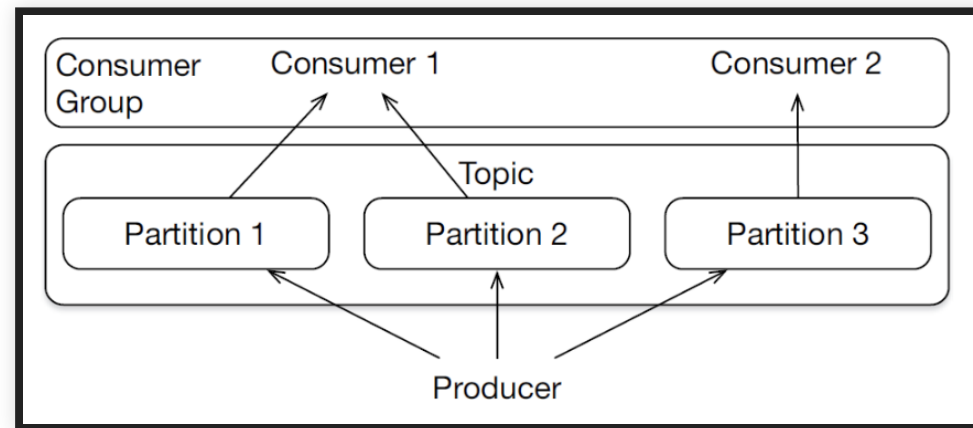 Consumer Group
Consumer 1
Consumer 2
Topic
Partition 1
Partition 2
Partition 3
Producer